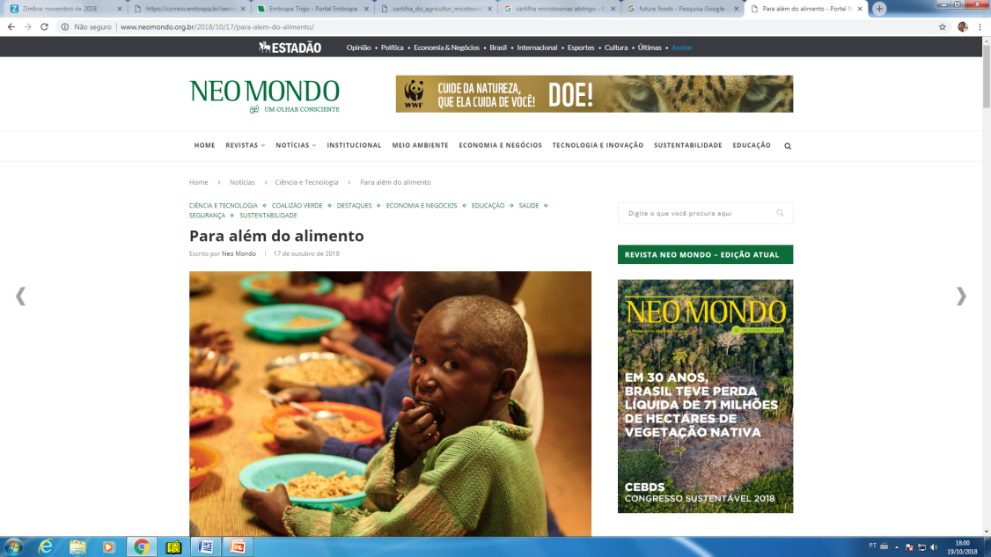 Zimbra: novembro de 2018
https://correio.embrapa.br/servi
Embrapa Trigo - Portal Embrapa
cartilha_do_agricultor_micotoxi
cartilha microtoxinas abitrigo - P
future foods - Pesquisa Google
Para além do alimento - Portal N
Não seguro | www.neomondo.org.br/2018/10/17/para-alem-do-alimento/
ESTADÃO
Opinião • Política • Economia & Negócios • Brasil • Internacional • Esportes • Cultura • Últimas • Assine
NEO MONDO
UM OLHAR CONSCIENTE
WWF
CUIDE DA NATUREZA,
QUE ELA CUIDA DE VOCÊ!
DOE!
HOME REVISTAS NOTÍCIAS INSTITUCIONAL MEIO AMBIENTE ECONOMIA E NEGÓCIOS TECNOLOGIA E INOVAÇÃO SUSTENTABILIDADE EDUCAÇÃO
Home > Notícias > Ciência e Tecnologia > Para além do alimento
CIÊNCIA E TECNOLOGIA COALIZÃO VERDE DESTAQUES ECONOMIA E NEGÓCIOS EDUCAÇÃO SAÚDE
SEGURANÇA SUSTENTABILIDADE
Para além do alimento
Escrito por Neo Mondo | 17 de outubro de 2018
Digite o que você procura aqui
REVISTA NEO MONDO – EDIÇÃO ATUAL
NEO MONDO
EM 30 ANOS,
BRASIL TEVE PERDA
LÍQUIDA DE 71 MILHÕES
DE HECTARES DE
VEGETAÇÃO NATIVA
CEBDS
CONGRESSO SUSTENTÁVEL 2018
PT
18:00
19/10/2018